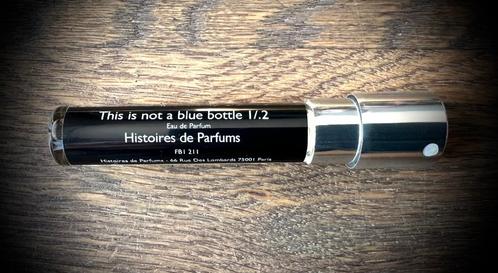 This is not a blue bottle 1/.2
Eau de Parfum
Histoires de Parfums
FB1 211
Histoires de Parfums - 66 Rue Des Lombards 75001 Paris